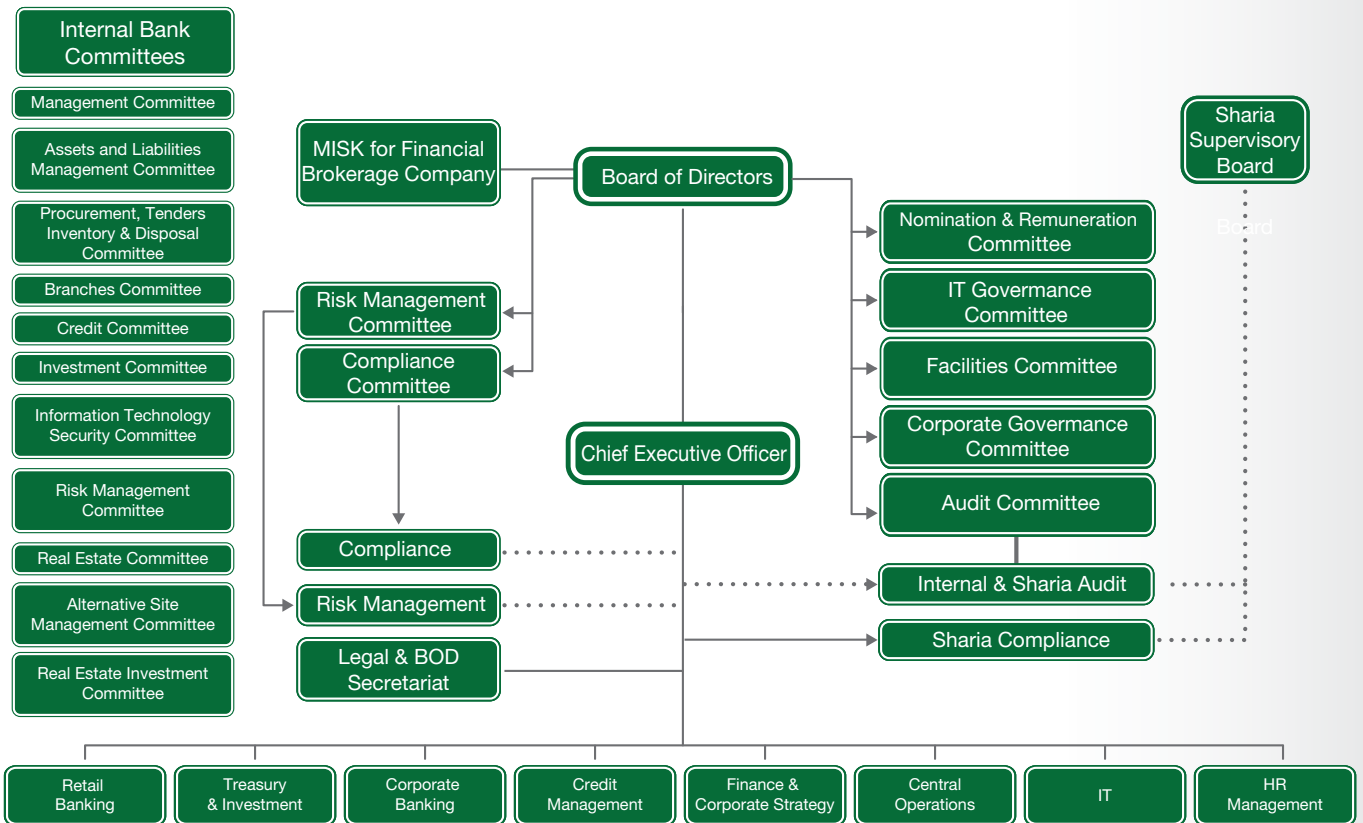 Internal Bank
Committees
Management Committee
Assets and Liabilities
Management Committee
Procurement, Tenders
Inventory & Disposal
Committee
Branches Committee
Credit Committee
Investment Committee
Information Technology
Security Committee
Risk Management
Committee
Real Estate Committee
Alternative Site
Management Committee
Real Estate Investment
Committee
MISK for Financial
Brokerage Company
Risk Management
Committee
Compliance
Committee
Compliance
Risk Management
Legal & BOD
Secretariat
Board of Directors
Chief Executive Officer
Nomination & Remuneration
Committee
IT Governance
Committee
Facilities Committee
Corporate Governance
Committee
Audit Committee
Internal & Sharia Audit
Sharia Compliance
Sharia
Supervisory
Board
Board
Retail
Banking
Treasury
& Investment
Corporate
Banking
Credit
Management
Finance &
Corporate Strategy
Central
Operations
IT
HR
Management